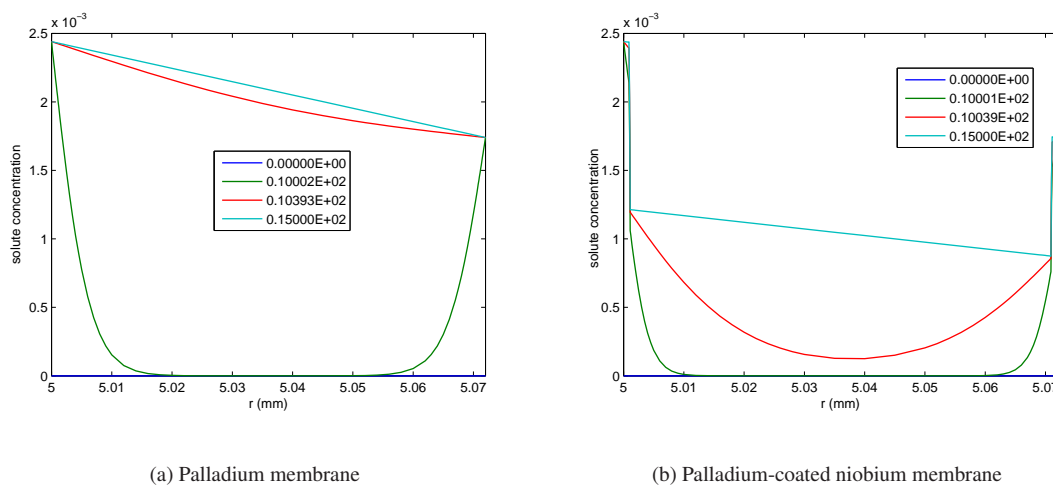 x 10⁻³
2.5
2
1.5
1
0.5
0
solute concentration
5
5.01
5.02
5.03
5.04
5.05
5.06
5.07
r (mm)
0.00000E+00
0.10002E+02
0.10393E+02
0.15000E+02
(a) Palladium membrane
x 10⁻³
2.5
2
1.5
1
0.5
0
solute concentration
5
5.01
5.02
5.03
5.04
5.05
5.06
5.07
r (mm)
0.00000E+00
0.10001E+02
0.10039E+02
0.15000E+02
(b) Palladium-coated niobium membrane